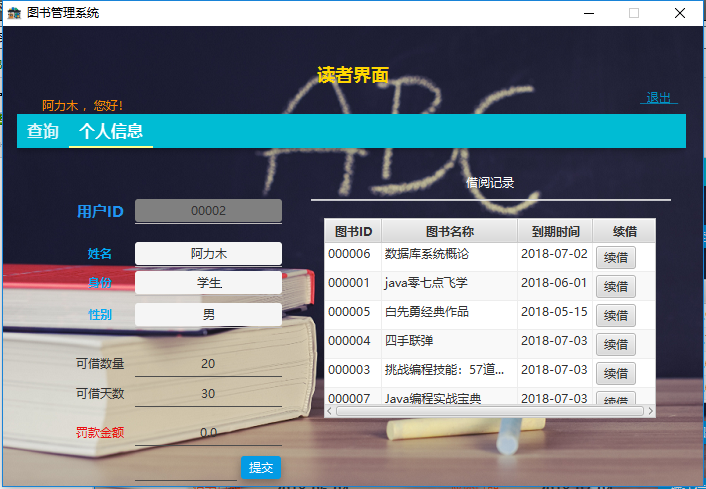 图书管理系统
读者界面
阿力木，您好！
退出
查询 个人信息
ABC
借阅记录
用户ID 00002
姓名 阿力木
身份 学生
性别 男
可借数量 20
可借天数 30
罚款金额 0.0
提交
图书ID 图书名称 到期时间 续借
000006 数据库系统概论 2018-07-02 续借
000001 java零七点飞学 2018-06-01 续借
000005 白先勇经典作品 2018-05-15 续借
000004 四手联弹 2018-07-03 续借
000003 挑战编程技能：57道... 2018-07-03 续借
000007 Java编程实战宝典 2018-07-03 续借